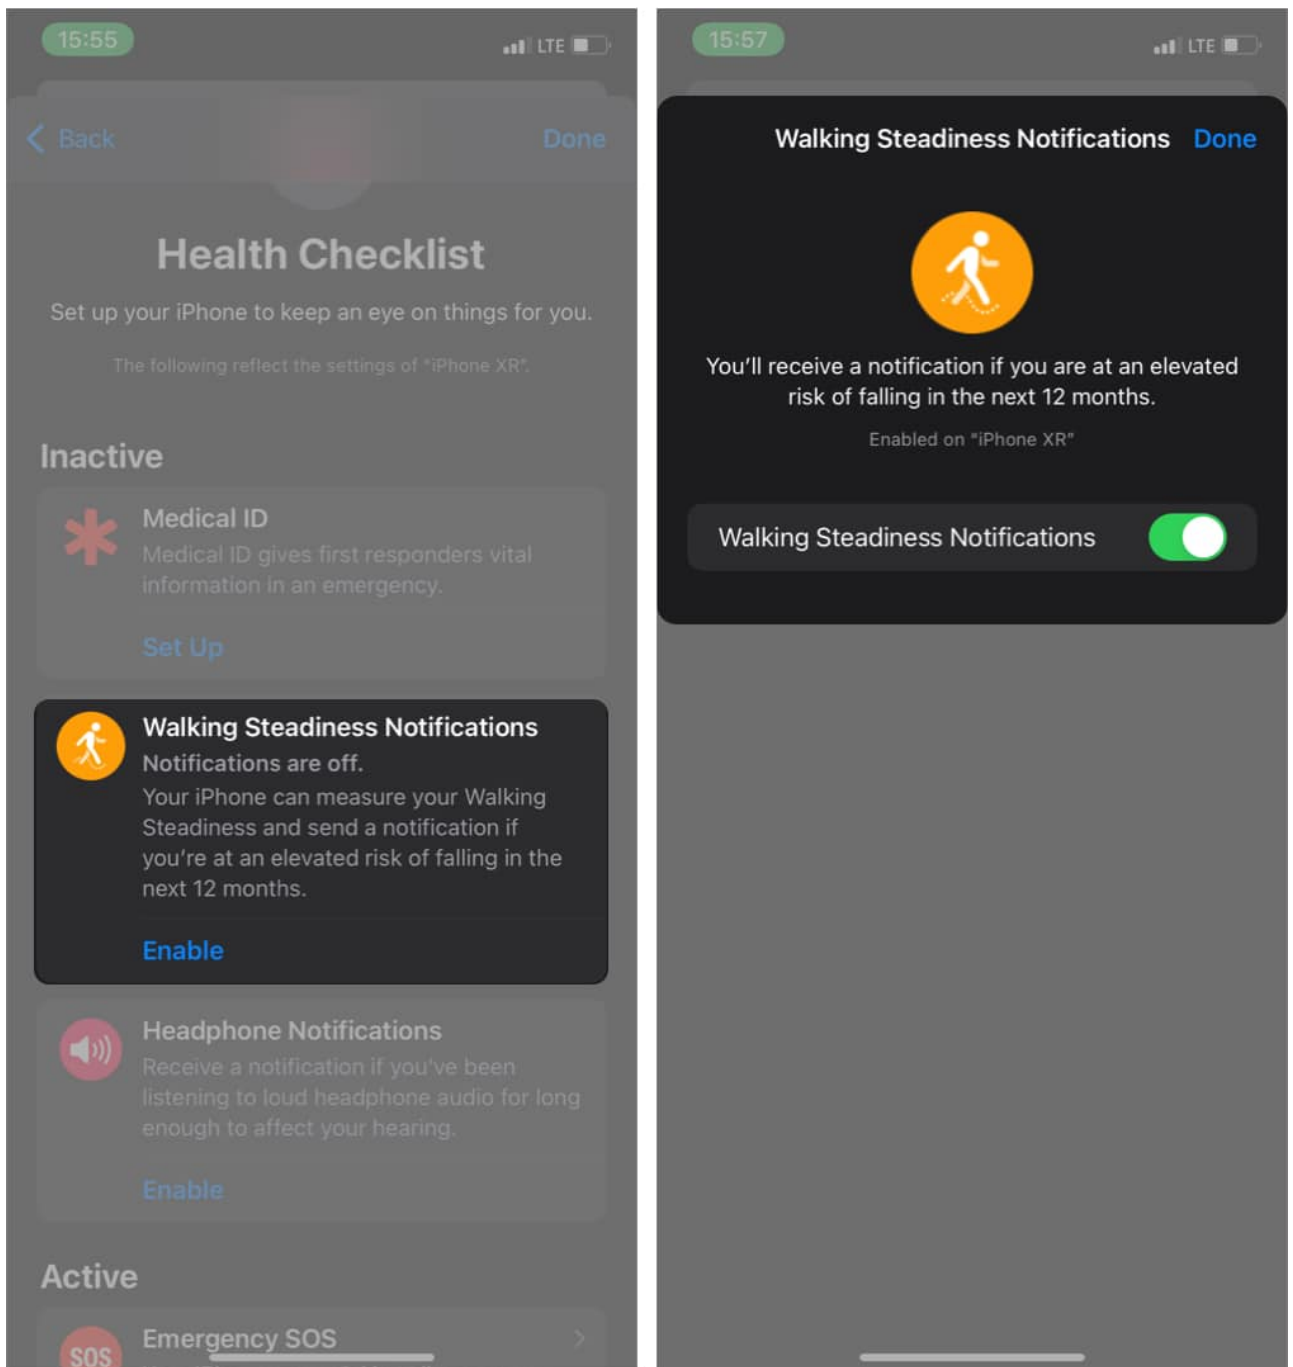 15:55
LTE
Back
Done
Health Checklist
Set up your iPhone to keep an eye on things for you.
The following reflect the settings of "iPhone XR".
Inactive
Medical ID
Medical ID gives first responders vital
information in an emergency.
Set Up
Walking Steadiness Notifications
Notifications are off.
Your iPhone can measure your Walking
Steadiness and send a notification if
you're at an elevated risk of falling in the
next 12 months.
Enable
Headphone Notifications
Receive a notification if you've been
listening to loud headphone audio for long
enough to affect your hearing.
Enable
Active
SOS
Emergency SOS
15:57
LTE
Walking Steadiness Notifications
Done
You'll receive a notification if you are at an elevated
risk of falling in the next 12 months.
Enabled on "iPhone XR"
Walking Steadiness Notifications